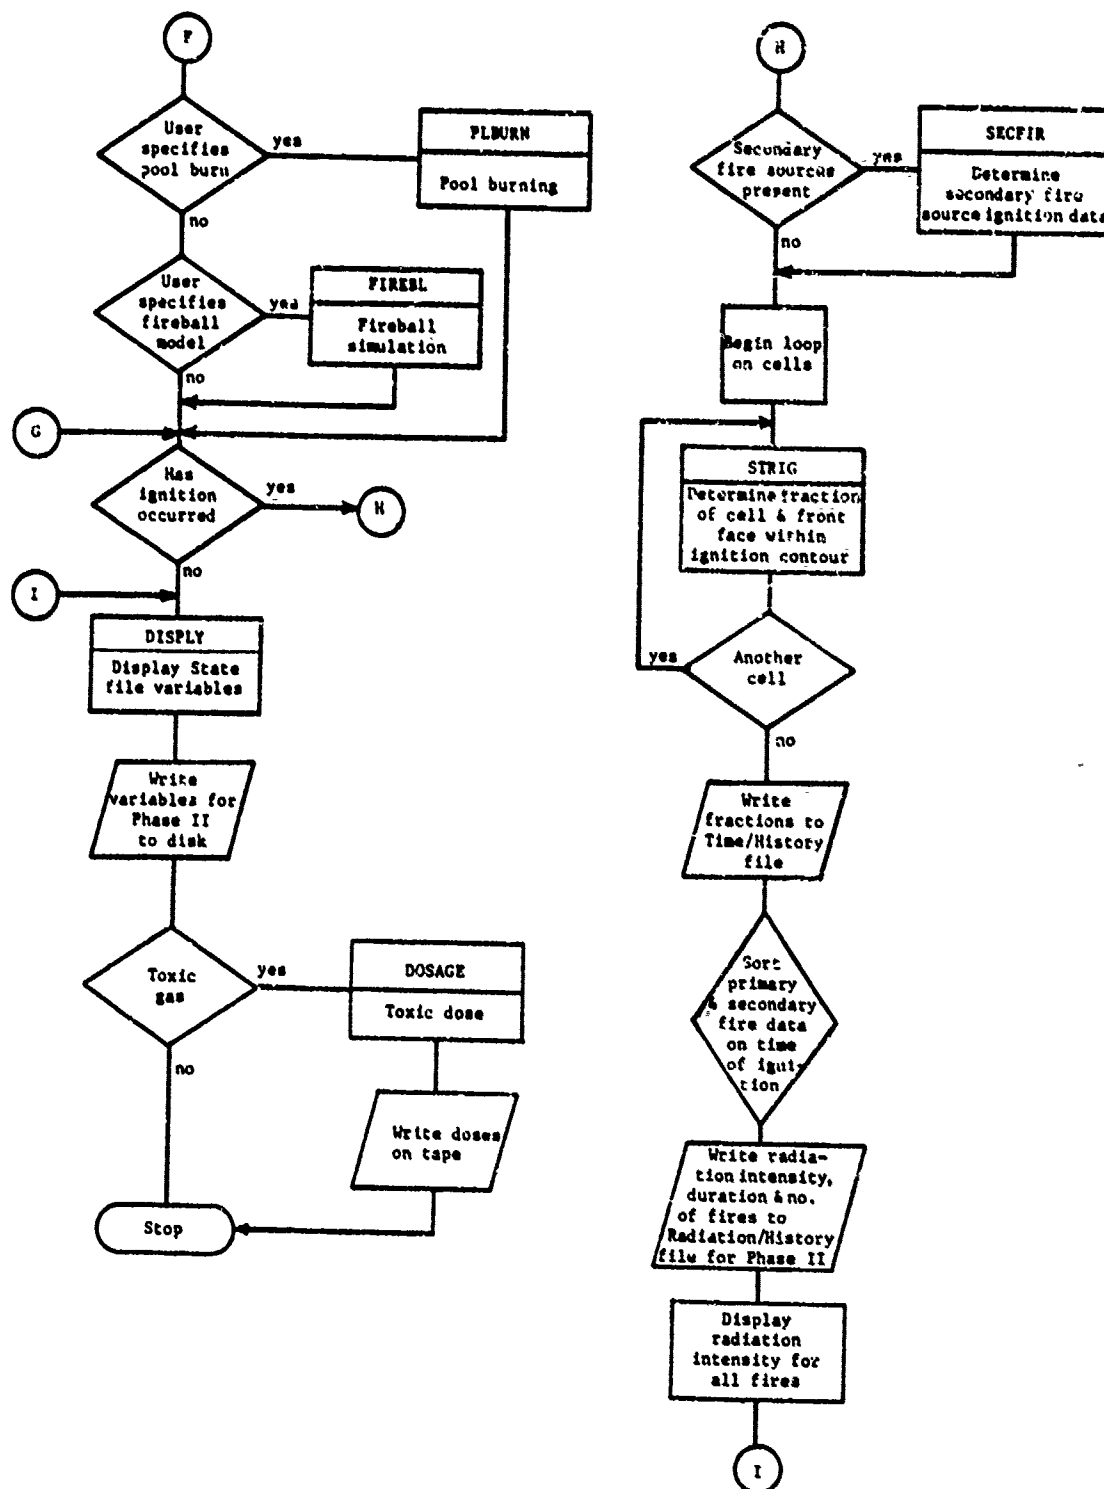 F
User
specifies
pool burn
yes
PLBURN
Pool burning
no
User
specifies
fireball
model
yes
FIREBL
Fireball
simulation
no
G
Has
ignition
occurred
yes
H
no
I
DISPLY
Display State
file variables
Write
variables for
Phase II
to disk
Toxic
gas
yes
DOSAGE
Toxic dose
no
Write doses
on tape
Stop
H
Secondary
fire sources
present
yes
SECFIR
Determine
secondary fire
source ignition data
no
Begin loop
on cells
STRIG
Determine fraction
of cell & front
face within
ignition contour
yes
Another
cell
no
Write
fractions to
Time/History
file
Sort
primary
& secondary
fire data
on time
of igni-
tion
Write radia-
tion intensity,
duration & no.
of fires to
Radiation/History
file for Phase II
Display
radiation
intensity for
all fires
I